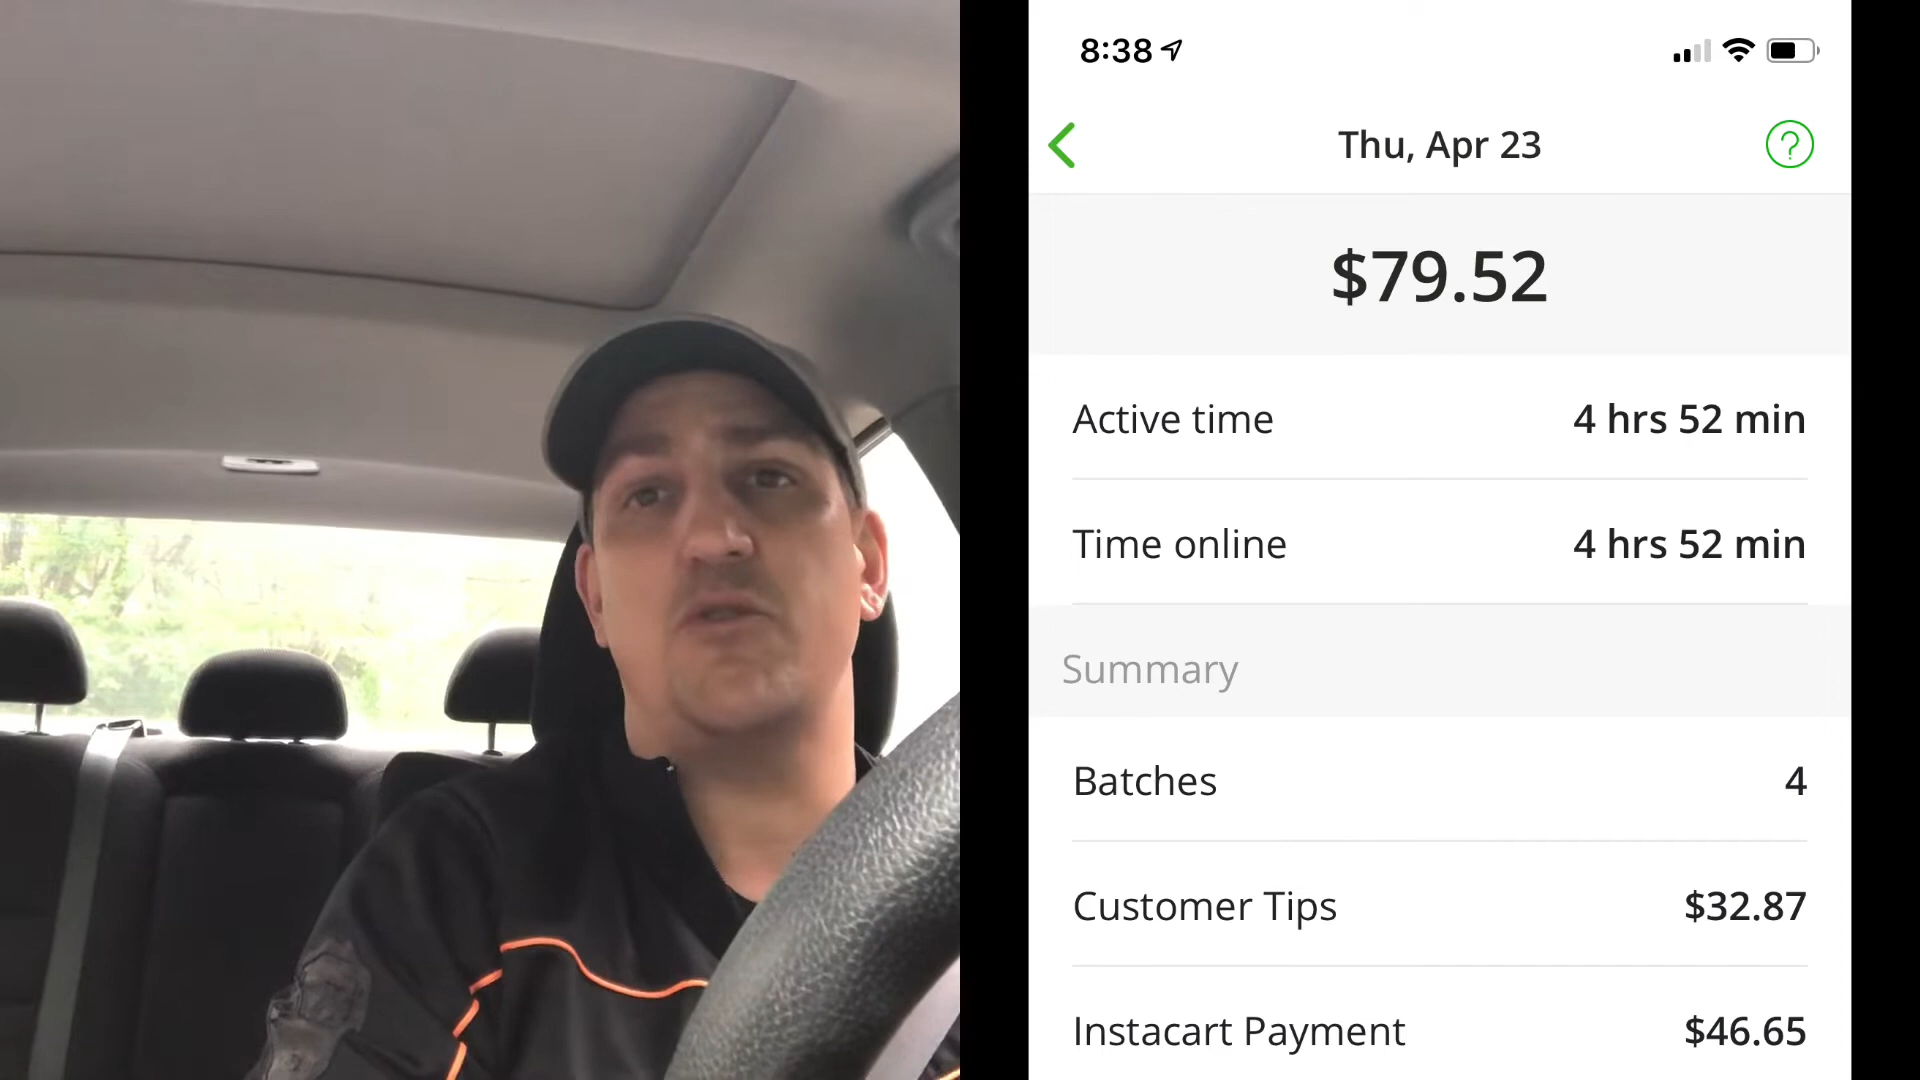 8:38
Thu, Apr 23
?
$79.52
Active time 4 hrs 52 min
Time online 4 hrs 52 min
Summary
Batches 4
Customer Tips $32.87
Instacart Payment $46.65